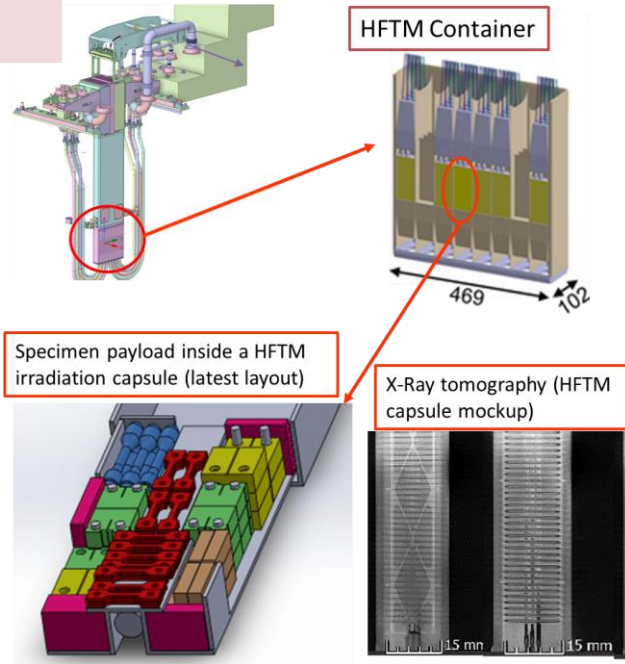 HFTM Container
469
102
Specimen payload inside a HFTM
irradiation capsule (latest layout)
X-Ray tomography (HFTM
capsule mockup)
15 mm
15 mm